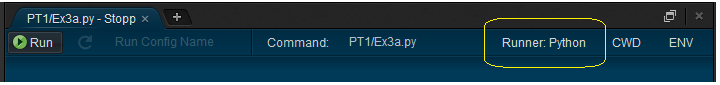 PT1/Ex3a.py - Stopp
Run Run Config Name Command: PT1/Ex3a.py Runner: Python CWD ENV